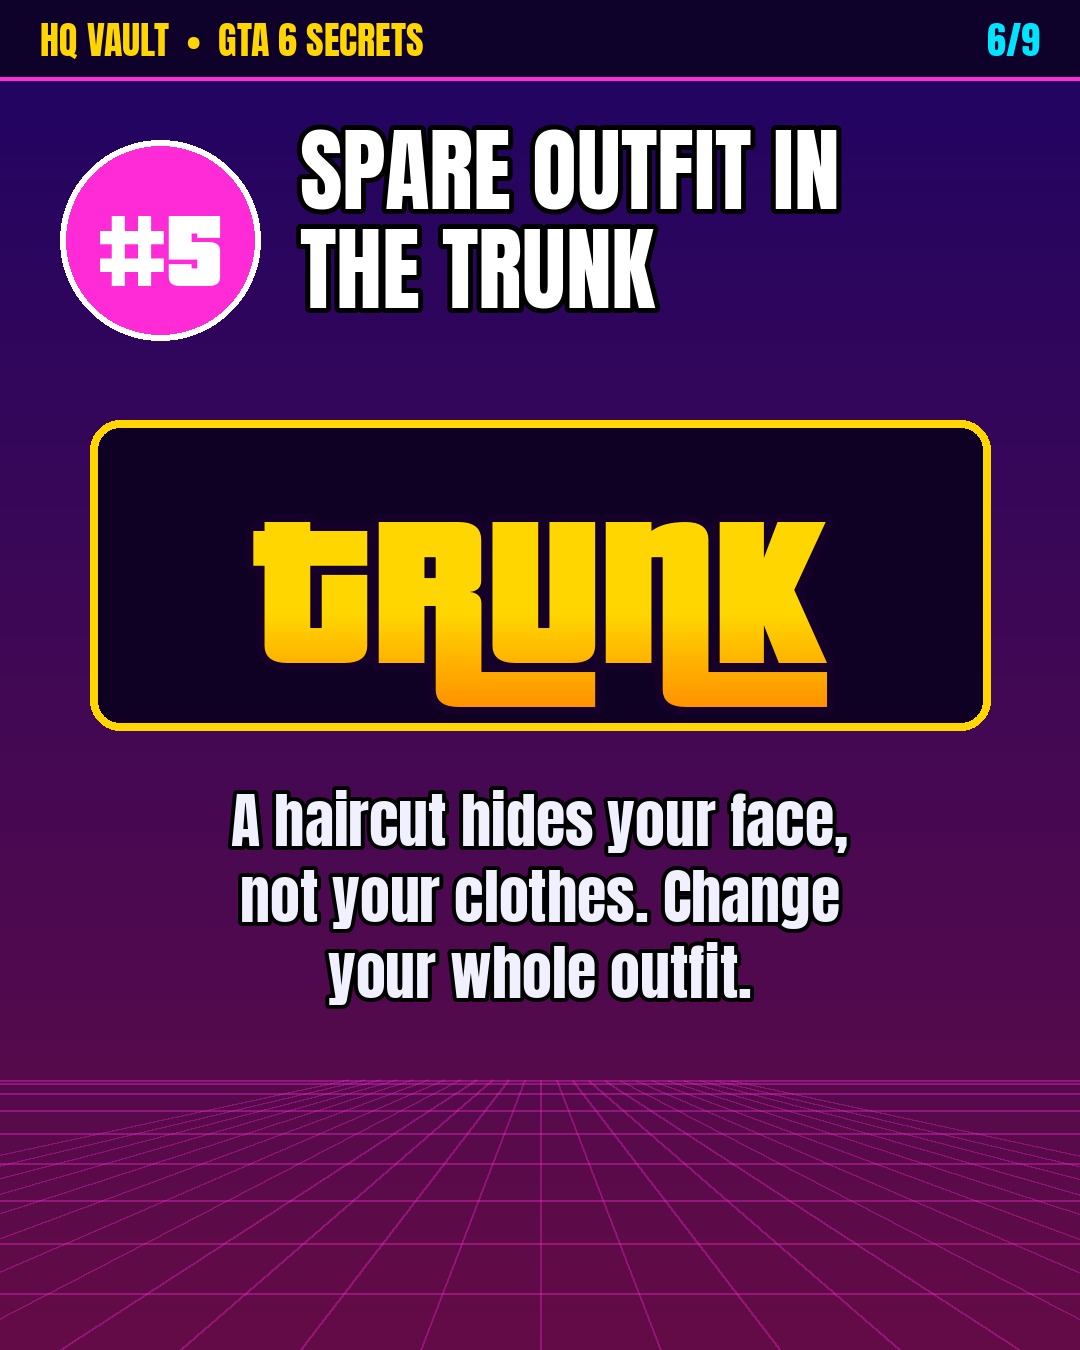 HQ VAULT • GTA 6 SECRETS
6/9
#5
SPARE OUTFIT IN
THE TRUNK
tRUnK
A haircut hides your face,
not your clothes. Change
your whole outfit.